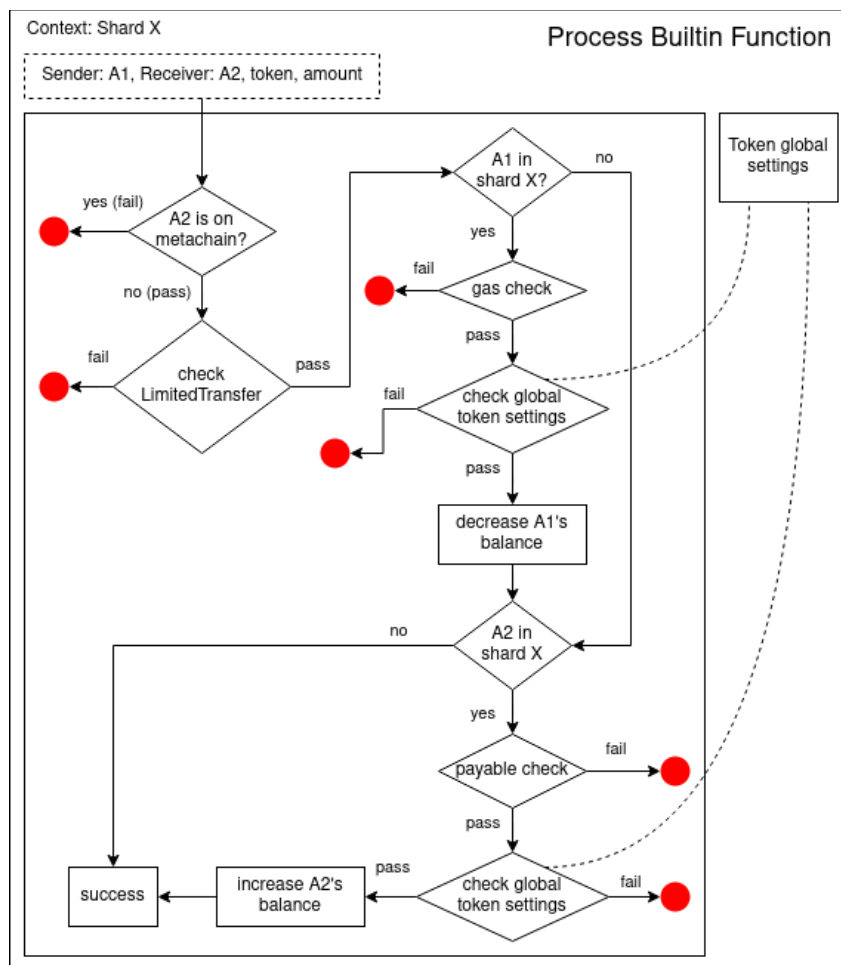 Context: Shard X
Process Builtin Function
Sender: A1, Receiver: A2, token, amount
Token global
settings
A1 in
shard X?
no
yes (fail)
A2 is on
metachain?
yes
no (pass)
fail
gas check
pass
fail
check
LimitedTransfer
pass
fail
check global
token settings
pass
decrease A1's
balance
no
A2 in
shard X
yes
payable check
fail
pass
success
increase A2's
balance
pass
check global
token settings
fail